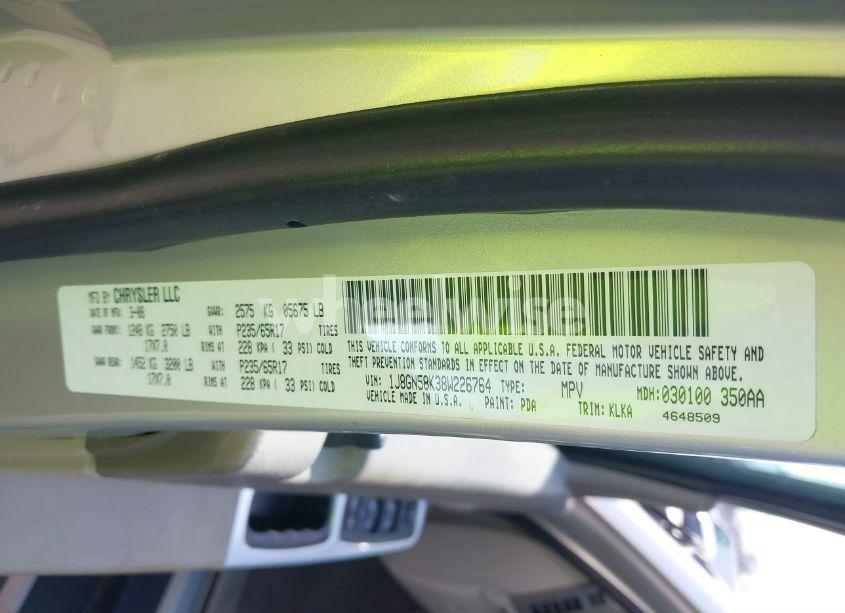 MFD BY CHRYSLER LLC
DATE OF MFR 3-08 GVWR: 2575 KG 05675 LB
GAWR FRONT: 1248 KG 2750 LB WITH P235/65R17 TIRES
17X7.0 RIMS AT 228 KPA ( 33 PSI) COLD
GAWR REAR: 1452 KG 3200 LB WITH P235/65R17 TIRES
17X7.0 RIMS AT 228 KPA ( 33 PSI) COLD
THIS VEHICLE CONFORMS TO ALL APPLICABLE U.S.A. FEDERAL MOTOR VEHICLE SAFETY AND
THEFT PREVENTION STANDARDS IN EFFECT ON THE DATE OF MANUFACTURE SHOWN ABOVE.
VIN: 1J8GN58K38W226764 TYPE: MPV MDH: 030100 350AA
VEHICLE MADE IN U.S.A. PAINT: PDA TRIM: KLKA 4648509
wheelwise